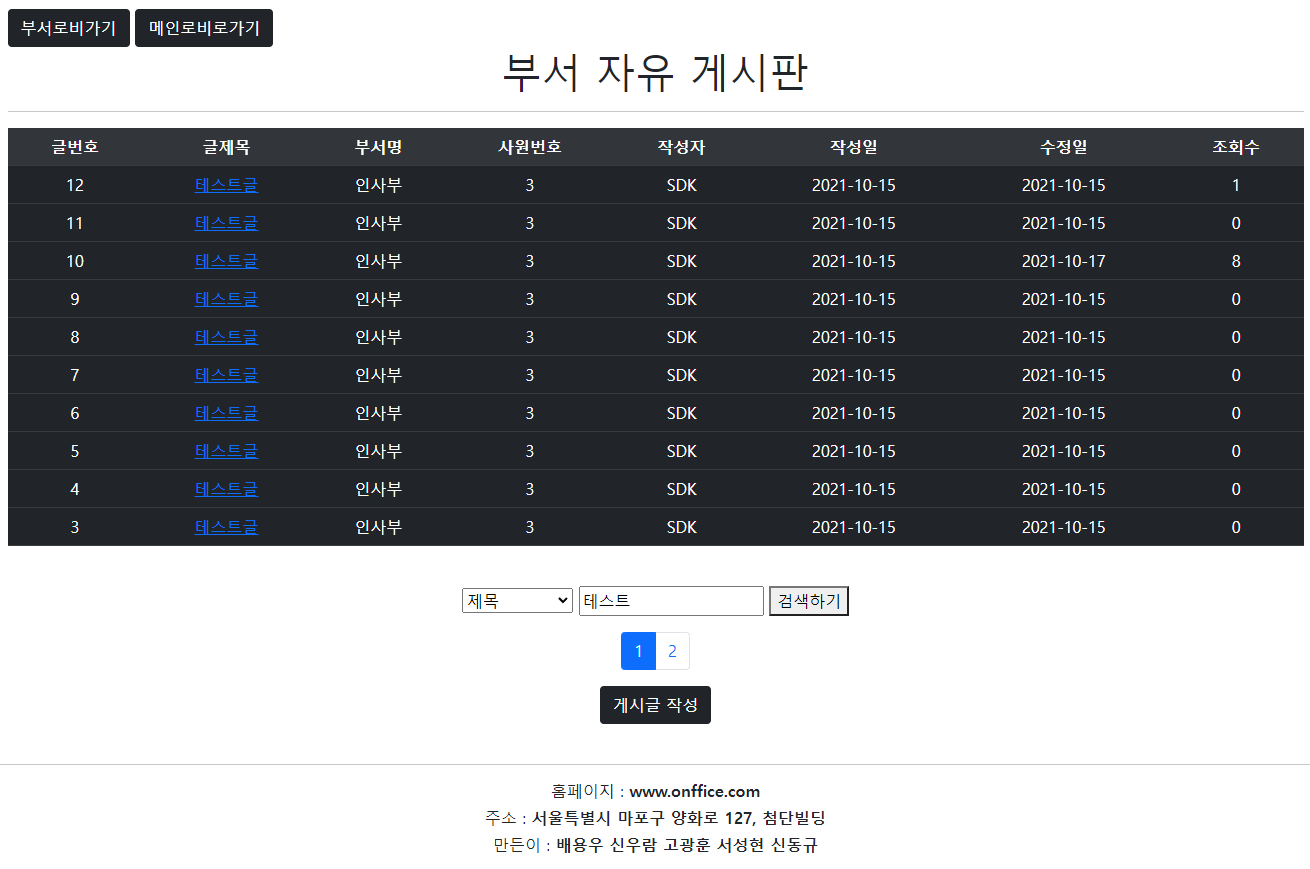 부서로비가기 메인로비로가기
부서 자유 게시판
글번호 글제목 부서명 사원번호 작성자 작성일 수정일 조회수
12 테스트글 인사부 3 SDK 2021-10-15 2021-10-15 1
11 테스트글 인사부 3 SDK 2021-10-15 2021-10-15 0
10 테스트글 인사부 3 SDK 2021-10-15 2021-10-17 8
9 테스트글 인사부 3 SDK 2021-10-15 2021-10-15 0
8 테스트글 인사부 3 SDK 2021-10-15 2021-10-15 0
7 테스트글 인사부 3 SDK 2021-10-15 2021-10-15 0
6 테스트글 인사부 3 SDK 2021-10-15 2021-10-15 0
5 테스트글 인사부 3 SDK 2021-10-15 2021-10-15 0
4 테스트글 인사부 3 SDK 2021-10-15 2021-10-15 0
3 테스트글 인사부 3 SDK 2021-10-15 2021-10-15 0
제목 테스트 검색하기
1 2
게시글 작성
홈페이지 : www.onffice.com
주소 : 서울특별시 마포구 양화로 127, 첨단빌딩
만든이 : 배용우 신우람 고광훈 서성현 신동규